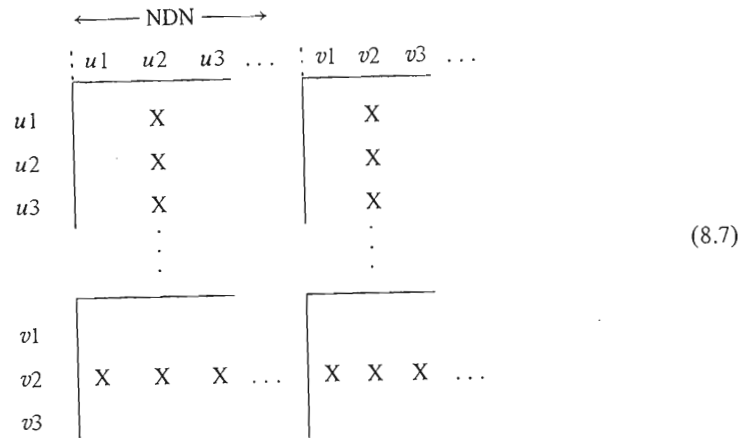 ← NDN →
u1 u2 u3 ... v1 v2 v3 ...
u1 X X
u2 X X
u3 X X
(8.7)
v1
v2 X X X ... X X X ...
v3